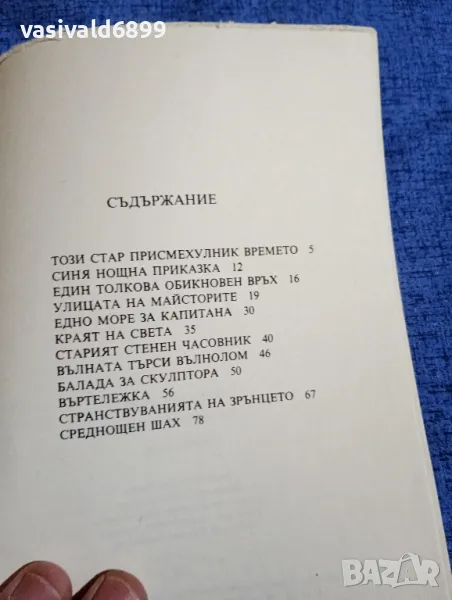 vasivald6899
СЪДЪРЖАНИЕ
ТОЗИ СТАР ПРИСМЕХУЛНИК ВРЕМЕТО 5
СИНЯ НОЩНА ПРИКАЗКА 12
ЕДИН ТОЛКОВА ОБИКНОВЕН ВРЪХ 16
УЛИЦАТА НА МАЙСТОРИТЕ 19
ЕДНО МОРЕ ЗА КАПИТАНА 30
КРАЯТ НА СВЕТА 35
СТАРИЯТ СТЕНЕН ЧАСОВНИК 40
ВЪЛНАТА ТЪРСИ ВЪЛНОЛОМ 46
БАЛАДА ЗА СКУЛПТОРА 50
ВЪРТЕЛЕЖКА 56
СТРАНСТВУВАНИЯТА НА ЗРЪНЦЕТО 67
СРЕДНОЩЕН ШАХ 78
BAZAR